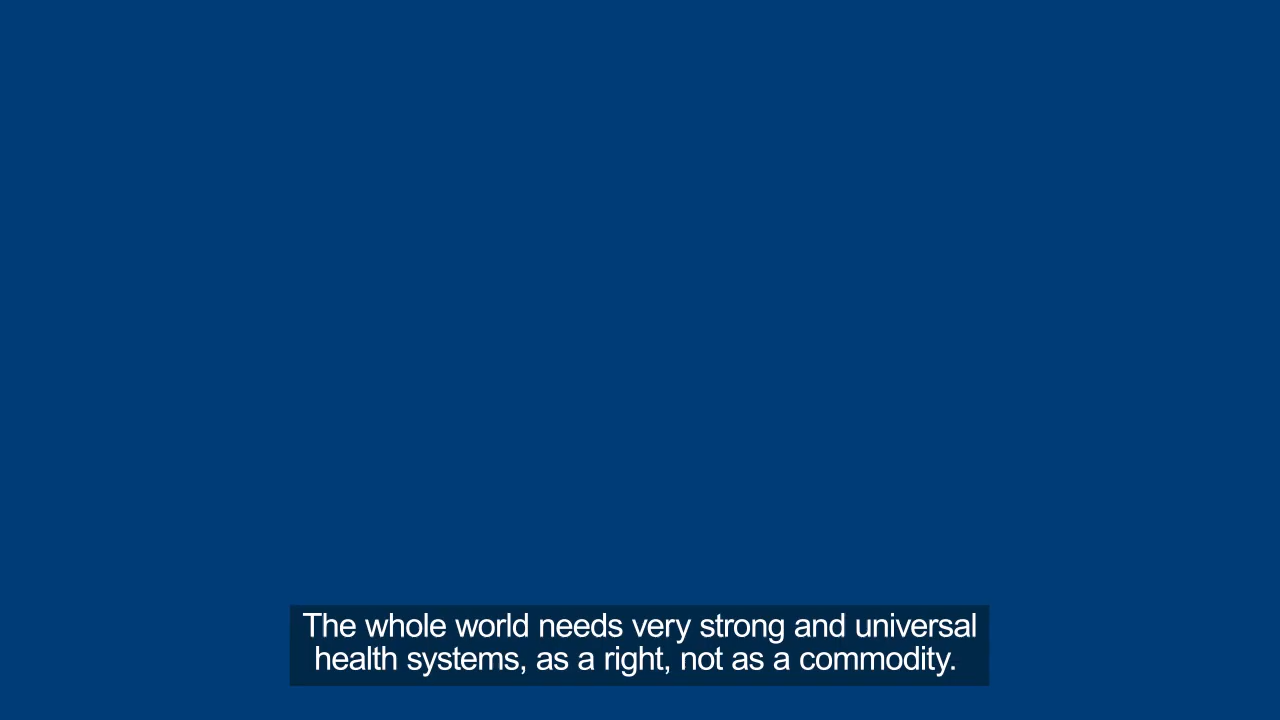 The whole world needs very strong and universal
health systems, as a right, not as a commodity.